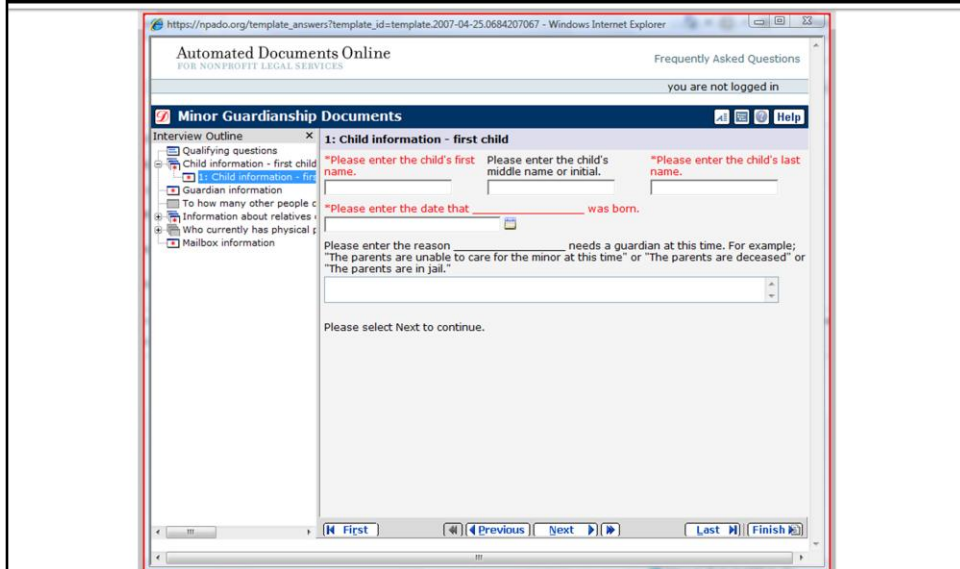 https://npado.org/template_answers?template_id=template.2007-04-25.0684207067 - Windows Internet Explorer
Automated Documents Online
FOR NONPROFIT LEGAL SERVICES
Frequently Asked Questions
you are not logged in
Minor Guardianship Documents
Help
Interview Outline
Qualifying questions
Child information - first child
1: Child information - firs
Guardian information
To how many other people c
Information about relatives
Who currently has physical p
Mailbox information
1: Child information - first child
*Please enter the child's first
name.
Please enter the child's
middle name or initial.
*Please enter the child's last
name.
*Please enter the date that ____________________ was born.
Please enter the reason ____________________ needs a guardian at this time. For example;
"The parents are unable to care for the minor at this time" or "The parents are deceased" or
"The parents are in jail."
Please select Next to continue.
First
Previous
Next
Last
Finish